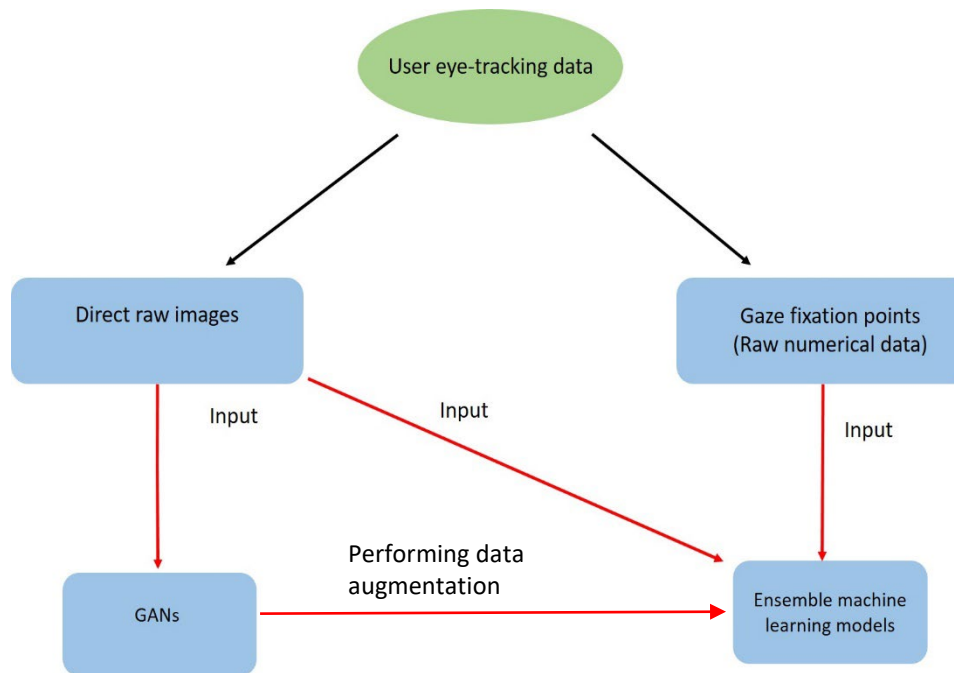 User eye-tracking data
Direct raw images
Gaze fixation points
(Raw numerical data)
Input
Input
Input
Performing data
augmentation
GANs
Ensemble machine
learning models